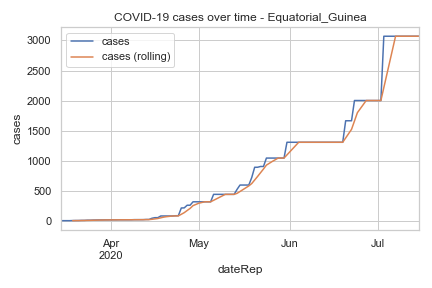 COVID-19 cases over time - Equatorial_Guinea
cases
cases (rolling)
cases
3000
2500
2000
1500
1000
500
0
Apr
2020
May
Jun
Jul
dateRep